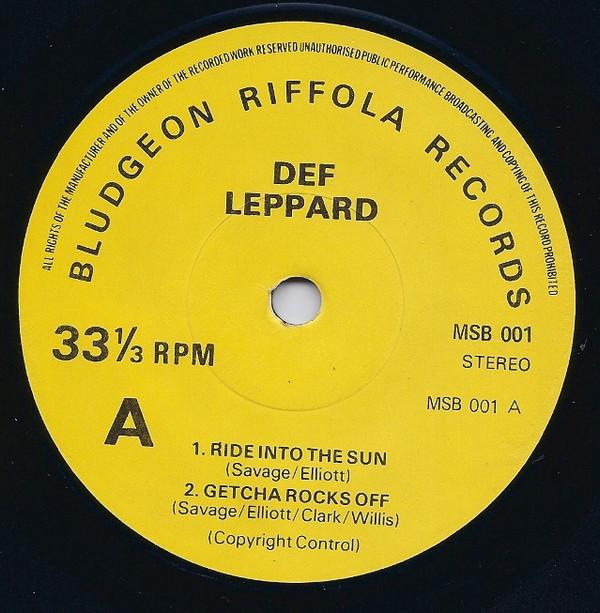 ALL RIGHTS OF THE MANUFACTURER AND OF THE OWNER OF THE RECORDED WORK RESERVED UNAUTHORISED PUBLIC PERFORMANCE BROADCASTING AND COPYING OF THIS RECORD PROHIBITED
BLUDGEON RIFFOLA RECORDS
DEF
LEPPARD
33 1/3 RPM
MSB 001
STEREO
MSB 001 A
A
1. RIDE INTO THE SUN
(Savage/Elliott)
2. GETCHA ROCKS OFF
(Savage/Elliott/Clark/Willis)
(Copyright Control)